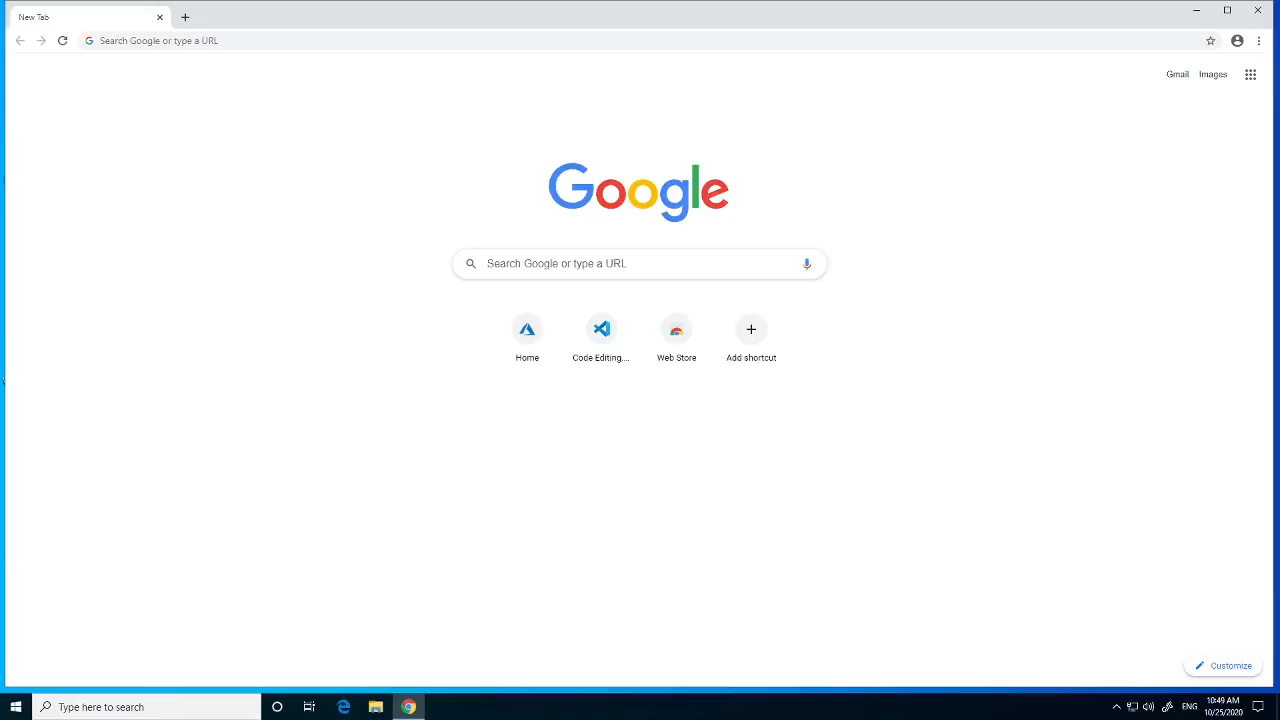 New Tab
Search Google or type a URL
Gmail Images
Google
Search Google or type a URL
Home Code Editing.... Web Store Add shortcut
Customize
Type here to search
ENG
10:49 AM
10/25/2020